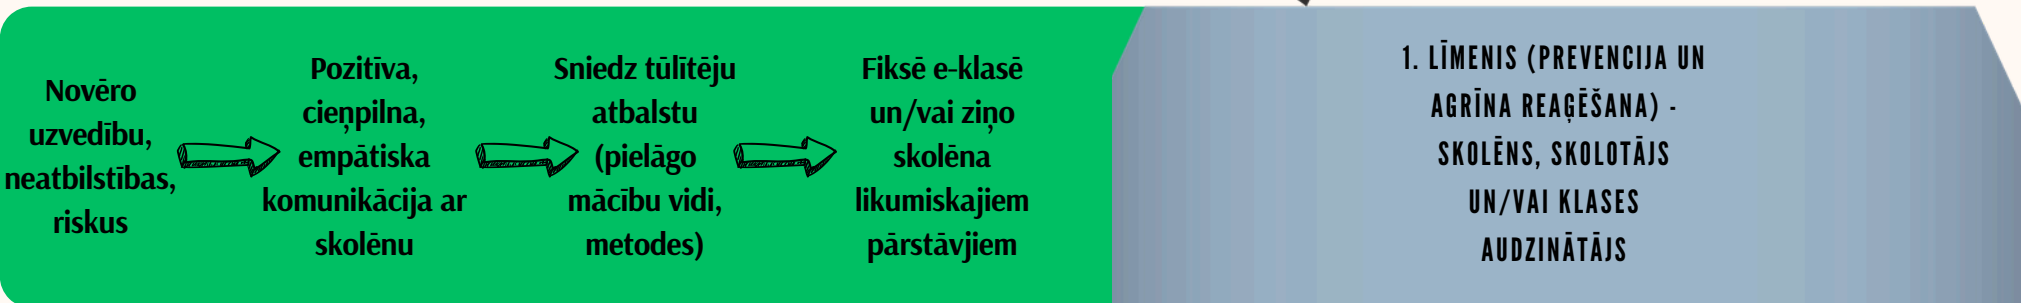 Novēro
uzvedību,
neatbilstības,
riskus
Pozitīva,
cieņpilna,
empātiska
komunikācija ar
skolēnu
Sniedz tūlītēju
atbalstu
(pielāgo
mācību vidi,
metodes)
Fiksē e-klasē
un/vai ziņo
skolēna
likumiskajiem
pārstāvjiem
1. LĪMENIS (PREVENCIJA UN
AGRĪNA REAĢĒŠANA) -
SKOLĒNS, SKOLOTĀJS
UN/VAI KLASES
AUDZINĀTĀJS